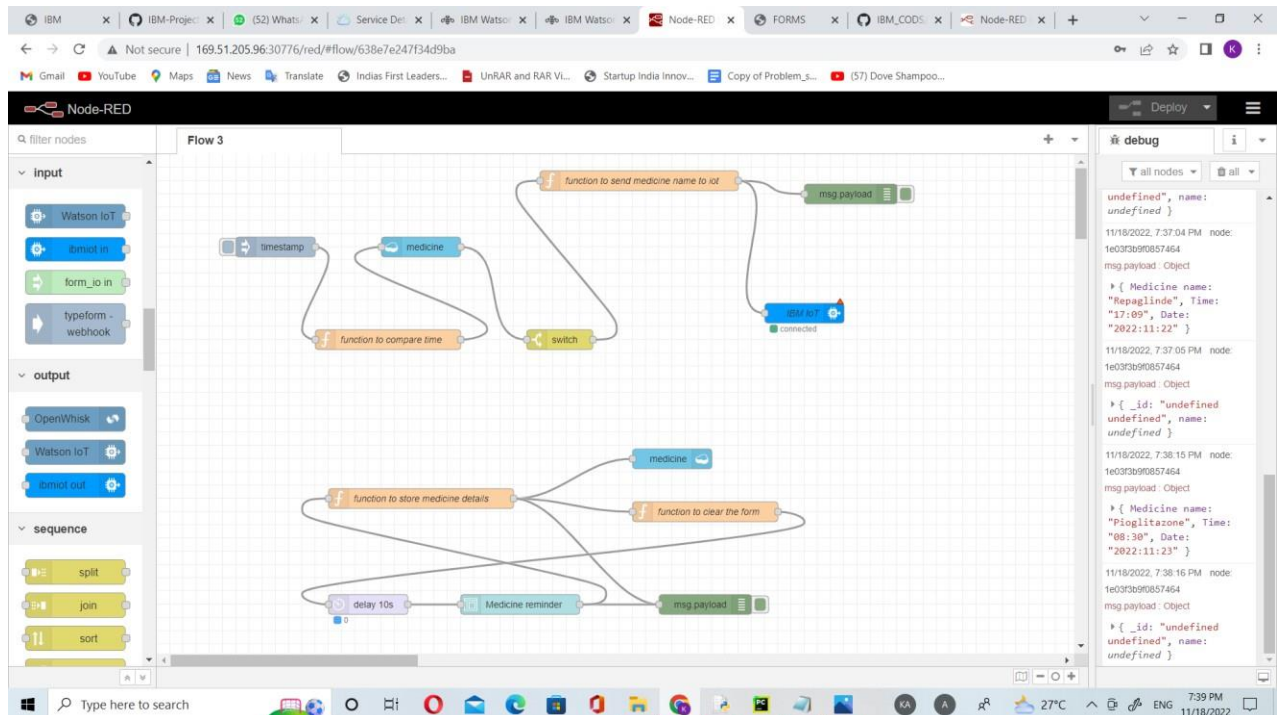 IBM
IBM-Project
(52) Whats
Service Det
IBM Watso
IBM Watso
Node-RED
FORMS
IBM_CODS
Node-RED
Not secure | 169.51.205.96:30776/red/#flow/638e7e247f34d9ba
K
Gmail YouTube Maps News Translate Indias First Leaders... UnRAR and RAR Vi... Startup India Innov... Copy of Problem_s... (57) Dove Shampoo...
Node-RED
Deploy
filter nodes
Flow 3
debug
i
input
Watson IoT
ibmiot in
form_io in
typeform -
webhook
output
OpenWhisk
Watson IoT
ibmiot out
sequence
split
join
sort
function to send medicine name to iot
msg.payload
timestamp
medicine
IBM IoT
connected
function to compare time
switch
medicine
function to store medicine details
function to clear the form
delay 10s
0
Medicine reminder
msg.payload
all nodes
all
undefined", name:
undefined }
11/18/2022, 7:37:04 PM node:
1e03f3b9f0857464
msg.payload : Object
{ Medicine name:
"Repaglinde", Time:
"17:09", Date:
"2022:11:22" }
11/18/2022, 7:37:05 PM node:
1e03f3b9f0857464
msg.payload : Object
{ _id: "undefined
undefined", name:
undefined }
11/18/2022, 7:38:15 PM node:
1e03f3b9f0857464
msg.payload : Object
{ Medicine name:
"Pioglitazone", Time:
"08:30", Date:
"2022:11:23" }
11/18/2022, 7:38:16 PM node:
1e03f3b9f0857464
msg.payload : Object
{ _id: "undefined
undefined", name:
undefined }
Type here to search
KA
A
27°C
ENG
7:39 PM
11/18/2022